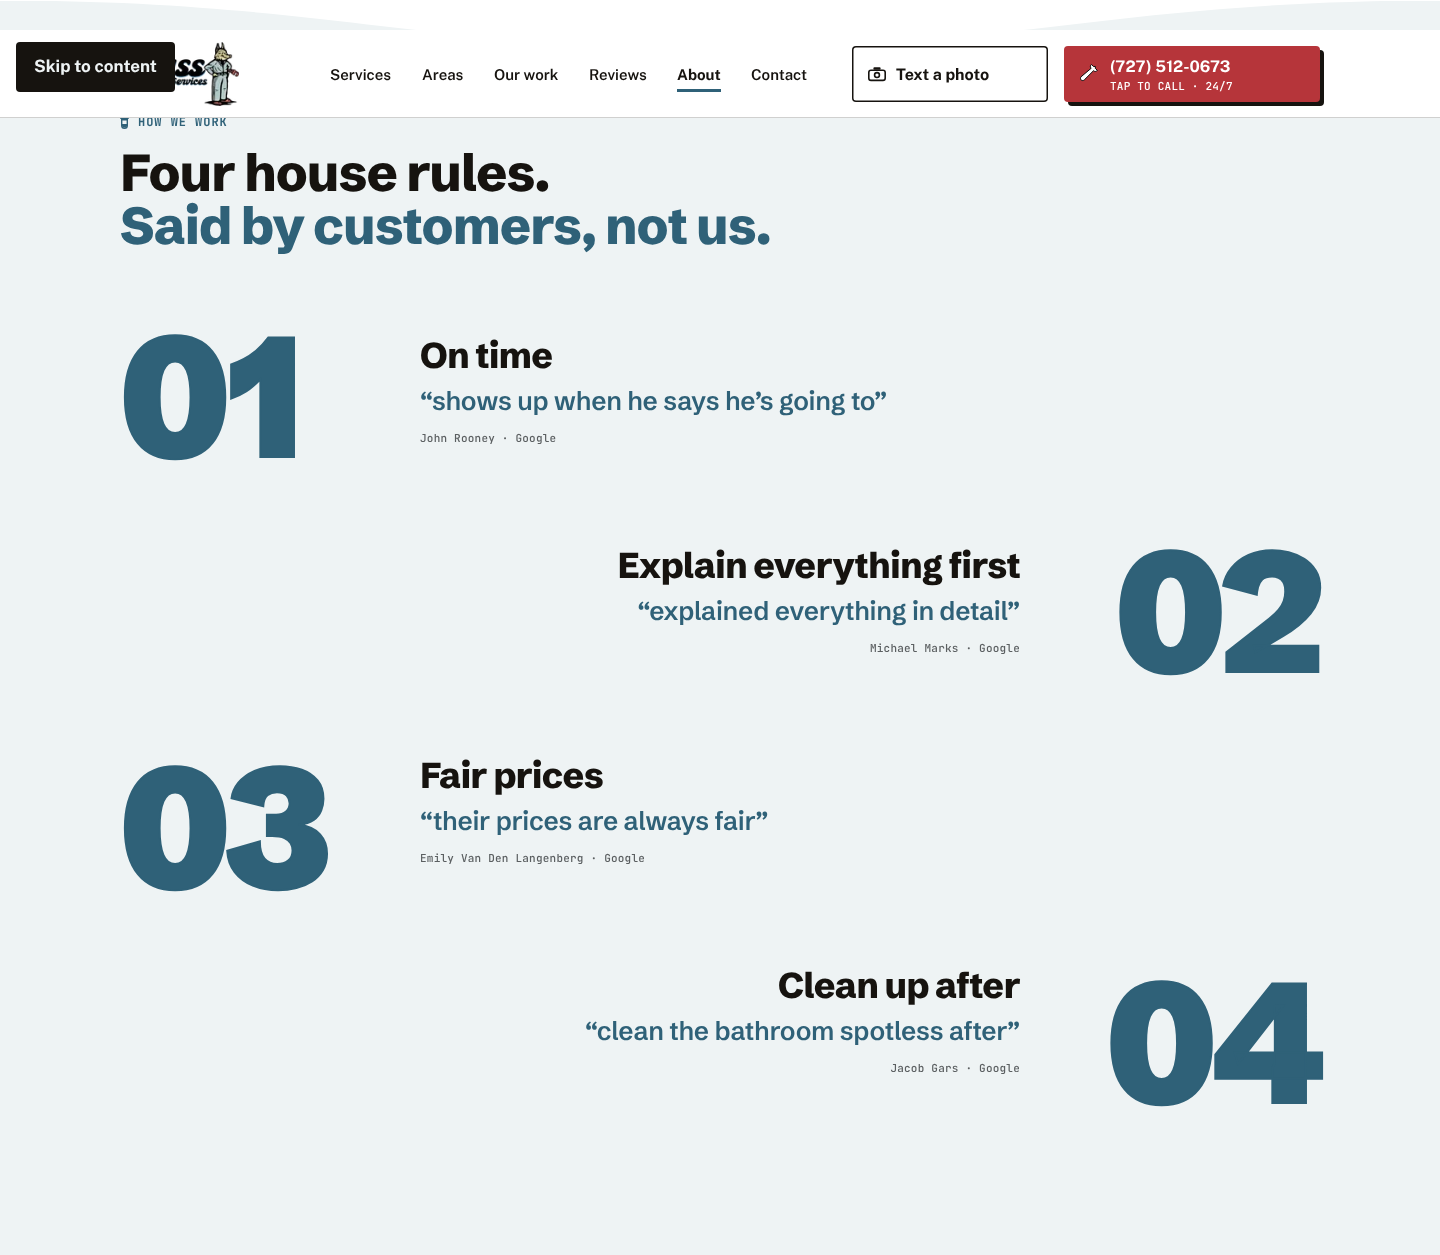 Skip to content
ss
Services
Services
Areas
Our work
Reviews
About
Contact
Text a photo
(727) 512-0673
TAP TO CALL · 24/7
HOW WE WORK
Four house rules.
Said by customers, not us.
01
On time
“shows up when he says he’s going to”
John Rooney · Google
Explain everything first
“explained everything in detail”
Michael Marks · Google
02
03
Fair prices
“their prices are always fair”
Emily Van Den Langenberg · Google
Clean up after
“clean the bathroom spotless after”
Jacob Gars · Google
04